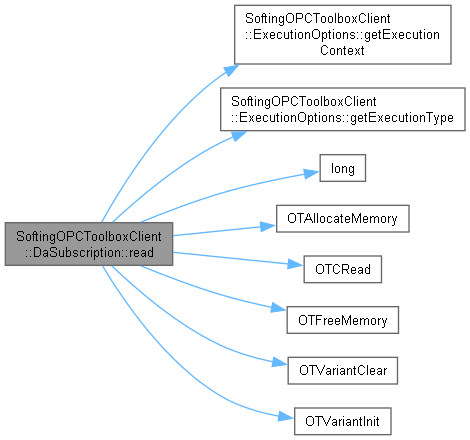 SoftingOPCToolboxClient
::ExecutionOptions::getExecution
Context
SoftingOPCToolboxClient
::ExecutionOptions::getExecutionType
long
SoftingOPCToolboxClient
::DaSubscription::read
OTAllocateMemory
OTCRead
OTFreeMemory
OTVariantClear
OTVariantInit